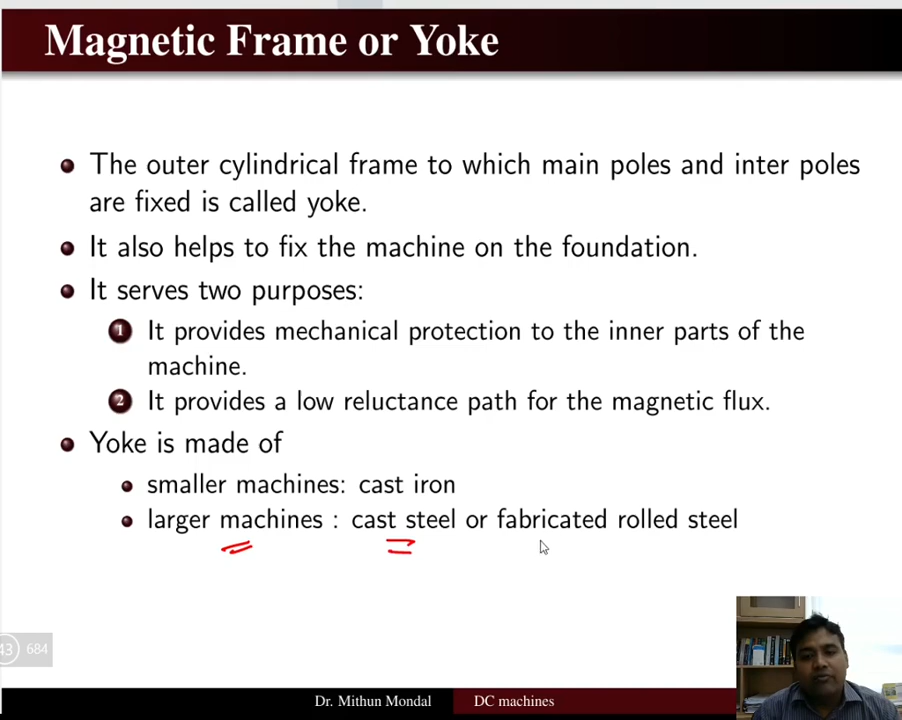 Magnetic Frame or Yoke
The outer cylindrical frame to which main poles and inter poles
are fixed is called yoke.
It also helps to fix the machine on the foundation.
It serves two purposes:
1 It provides mechanical protection to the inner parts of the
machine.
2 It provides a low reluctance path for the magnetic flux.
Yoke is made of
smaller machines: cast iron
larger machines : cast steel or fabricated rolled steel
43 684
Dr. Mithun Mondal DC machines